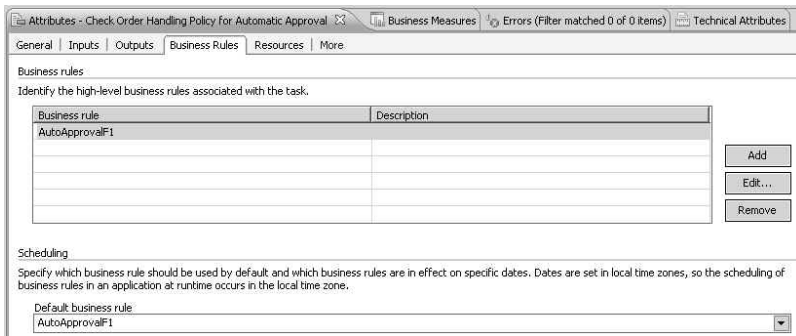 Attributes - Check Order Handling Policy for Automatic Approval Business Measures Errors (Filter matched 0 of 0 items) Technical Attributes
General Inputs Outputs Business Rules Resources More
Business rules
Identify the high-level business rules associated with the task.
Business rule Description
AutoApprovalF1
Add
Edit...
Remove
Scheduling
Specify which business rule should be used by default and which business rules are in effect on specific dates. Dates are set in local time zones, so the scheduling of
business rules in an application at runtime occurs in the local time zone.
Default business rule
AutoApprovalF1